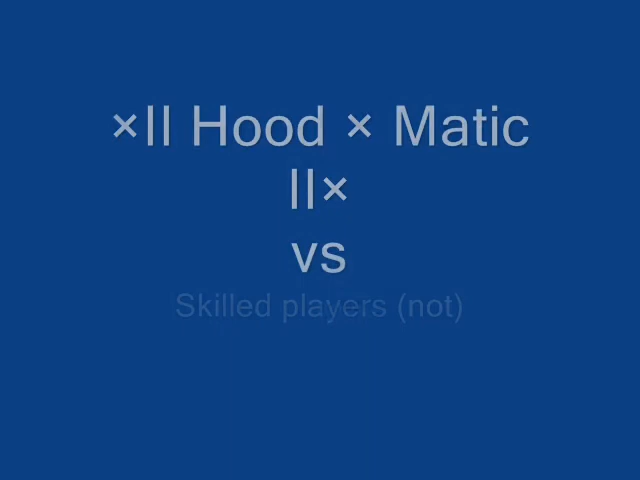 ×II Hood × Matic
II×
vs
Skilled players (not)